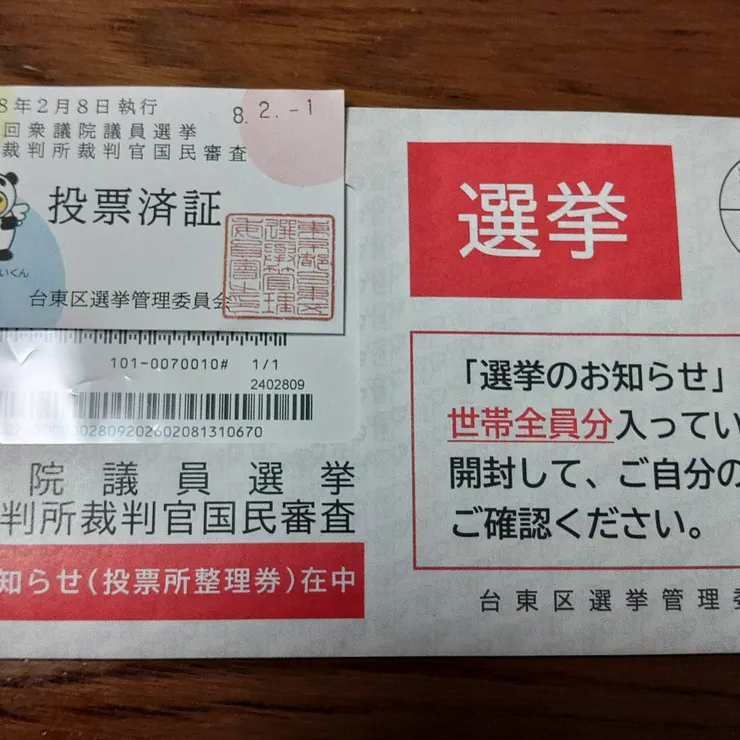 8年2月8日執行
8.2.-1
回衆議院議員選挙
裁判所裁判官国民審査
投票済証
いくん
台東区選挙管理委員会
101-0070010# 1/1
2402809
院議員選挙
判所裁判官国民審査
知らせ(投票所整理券)在中
選挙
「選挙のお知らせ」
世帯全員分入ってい
開封して、ご自分の
ご確認ください。
台東区選挙管理委